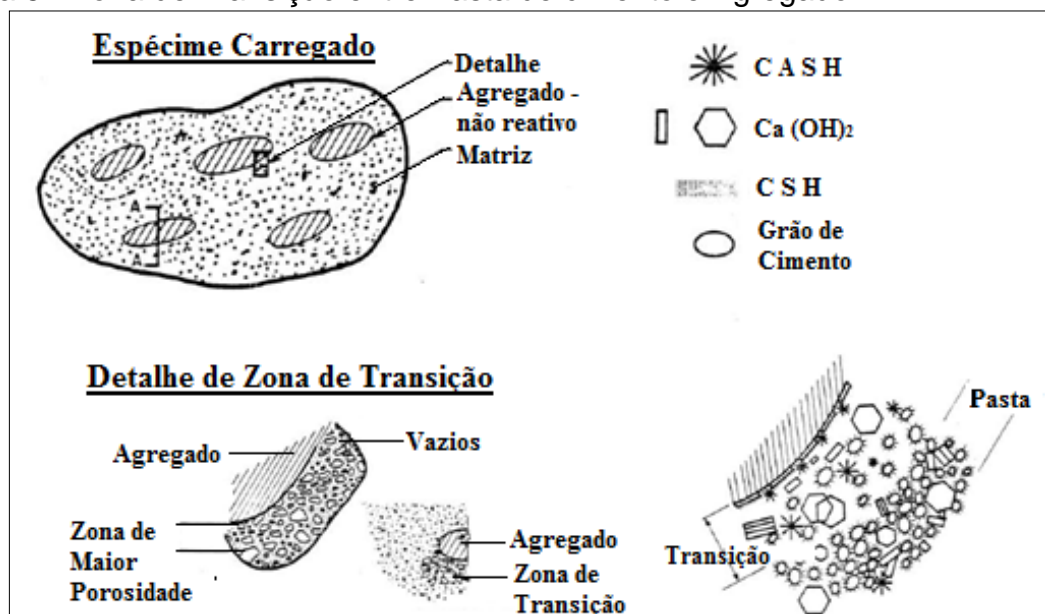 Espécime Carregado
Detalhe
Agregado -
não reativo
Matriz
A
A
C A S H
Ca (OH)2
C S H
Grão de
Cimento
Detalhe de Zona de Transição
Agregado
Vazios
Zona de
Maior
Porosidade
Agregado
Zona de
Transição
Pasta
Transição